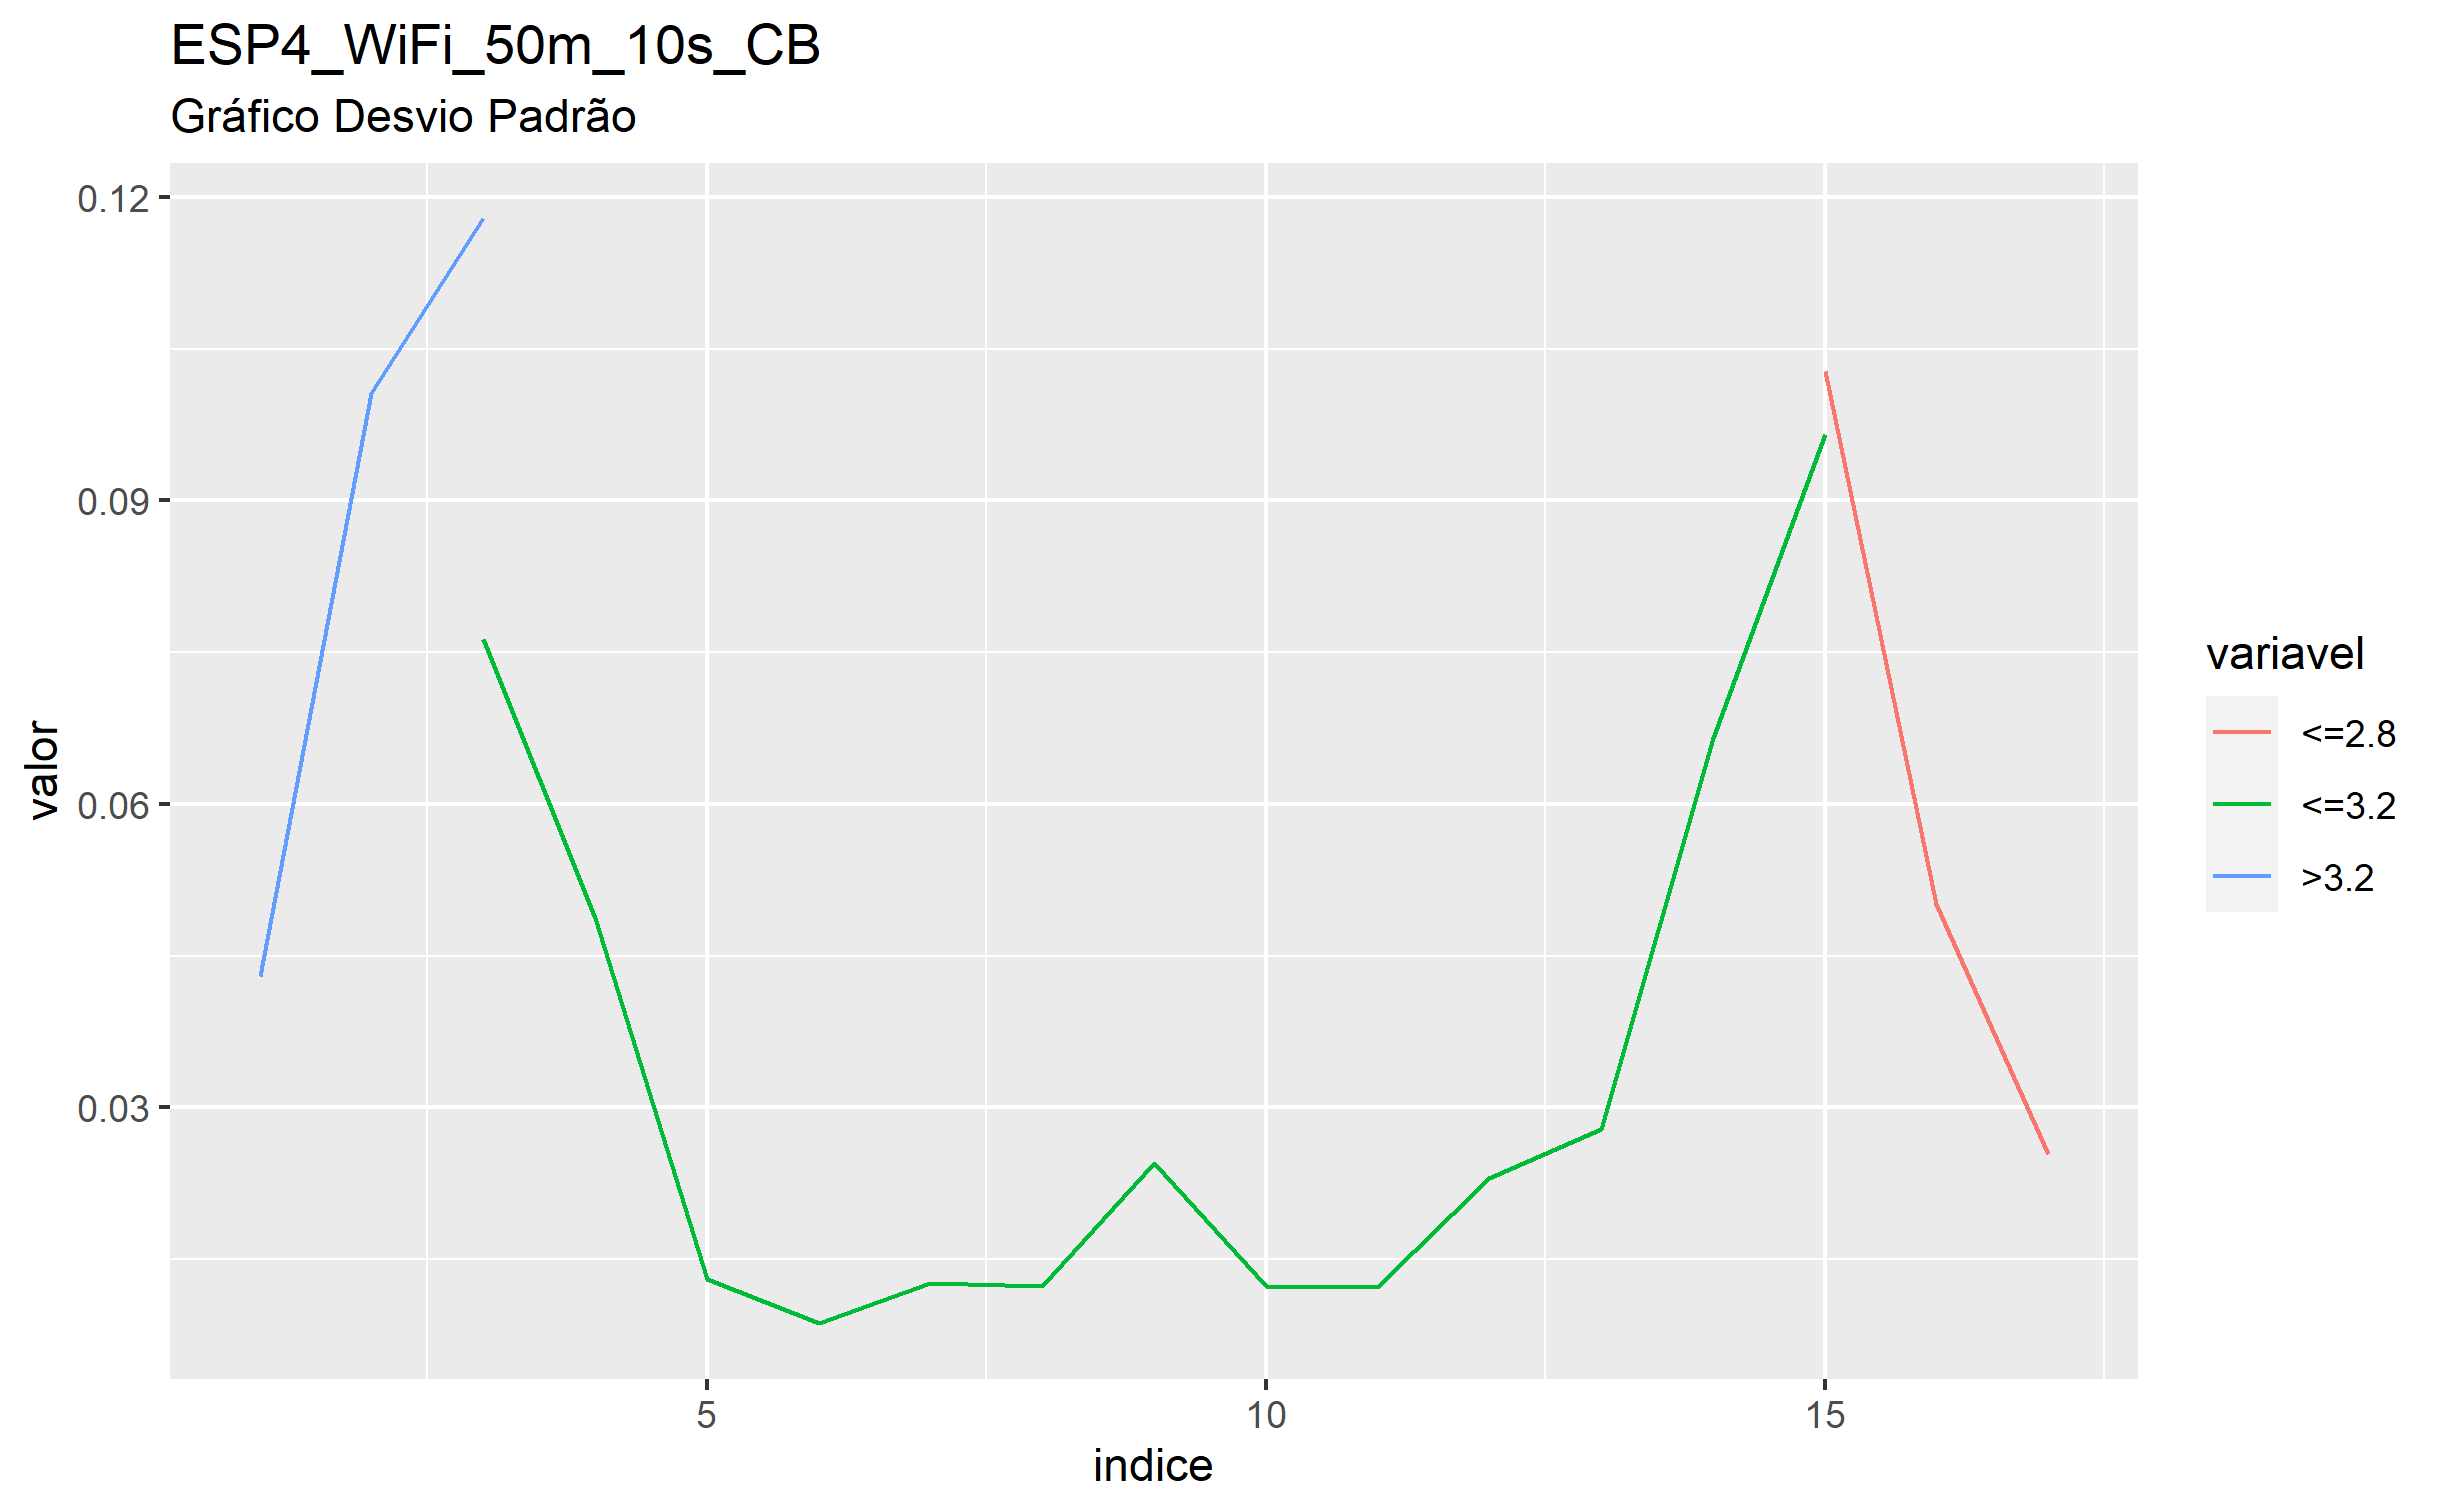 ESP4_WiFi_50m_10s_CB
Gráfico Desvio Padrão
0.12
0.09
0.06
0.03
valor
5
10
15
indice
variavel
<=2.8
<=3.2
>3.2